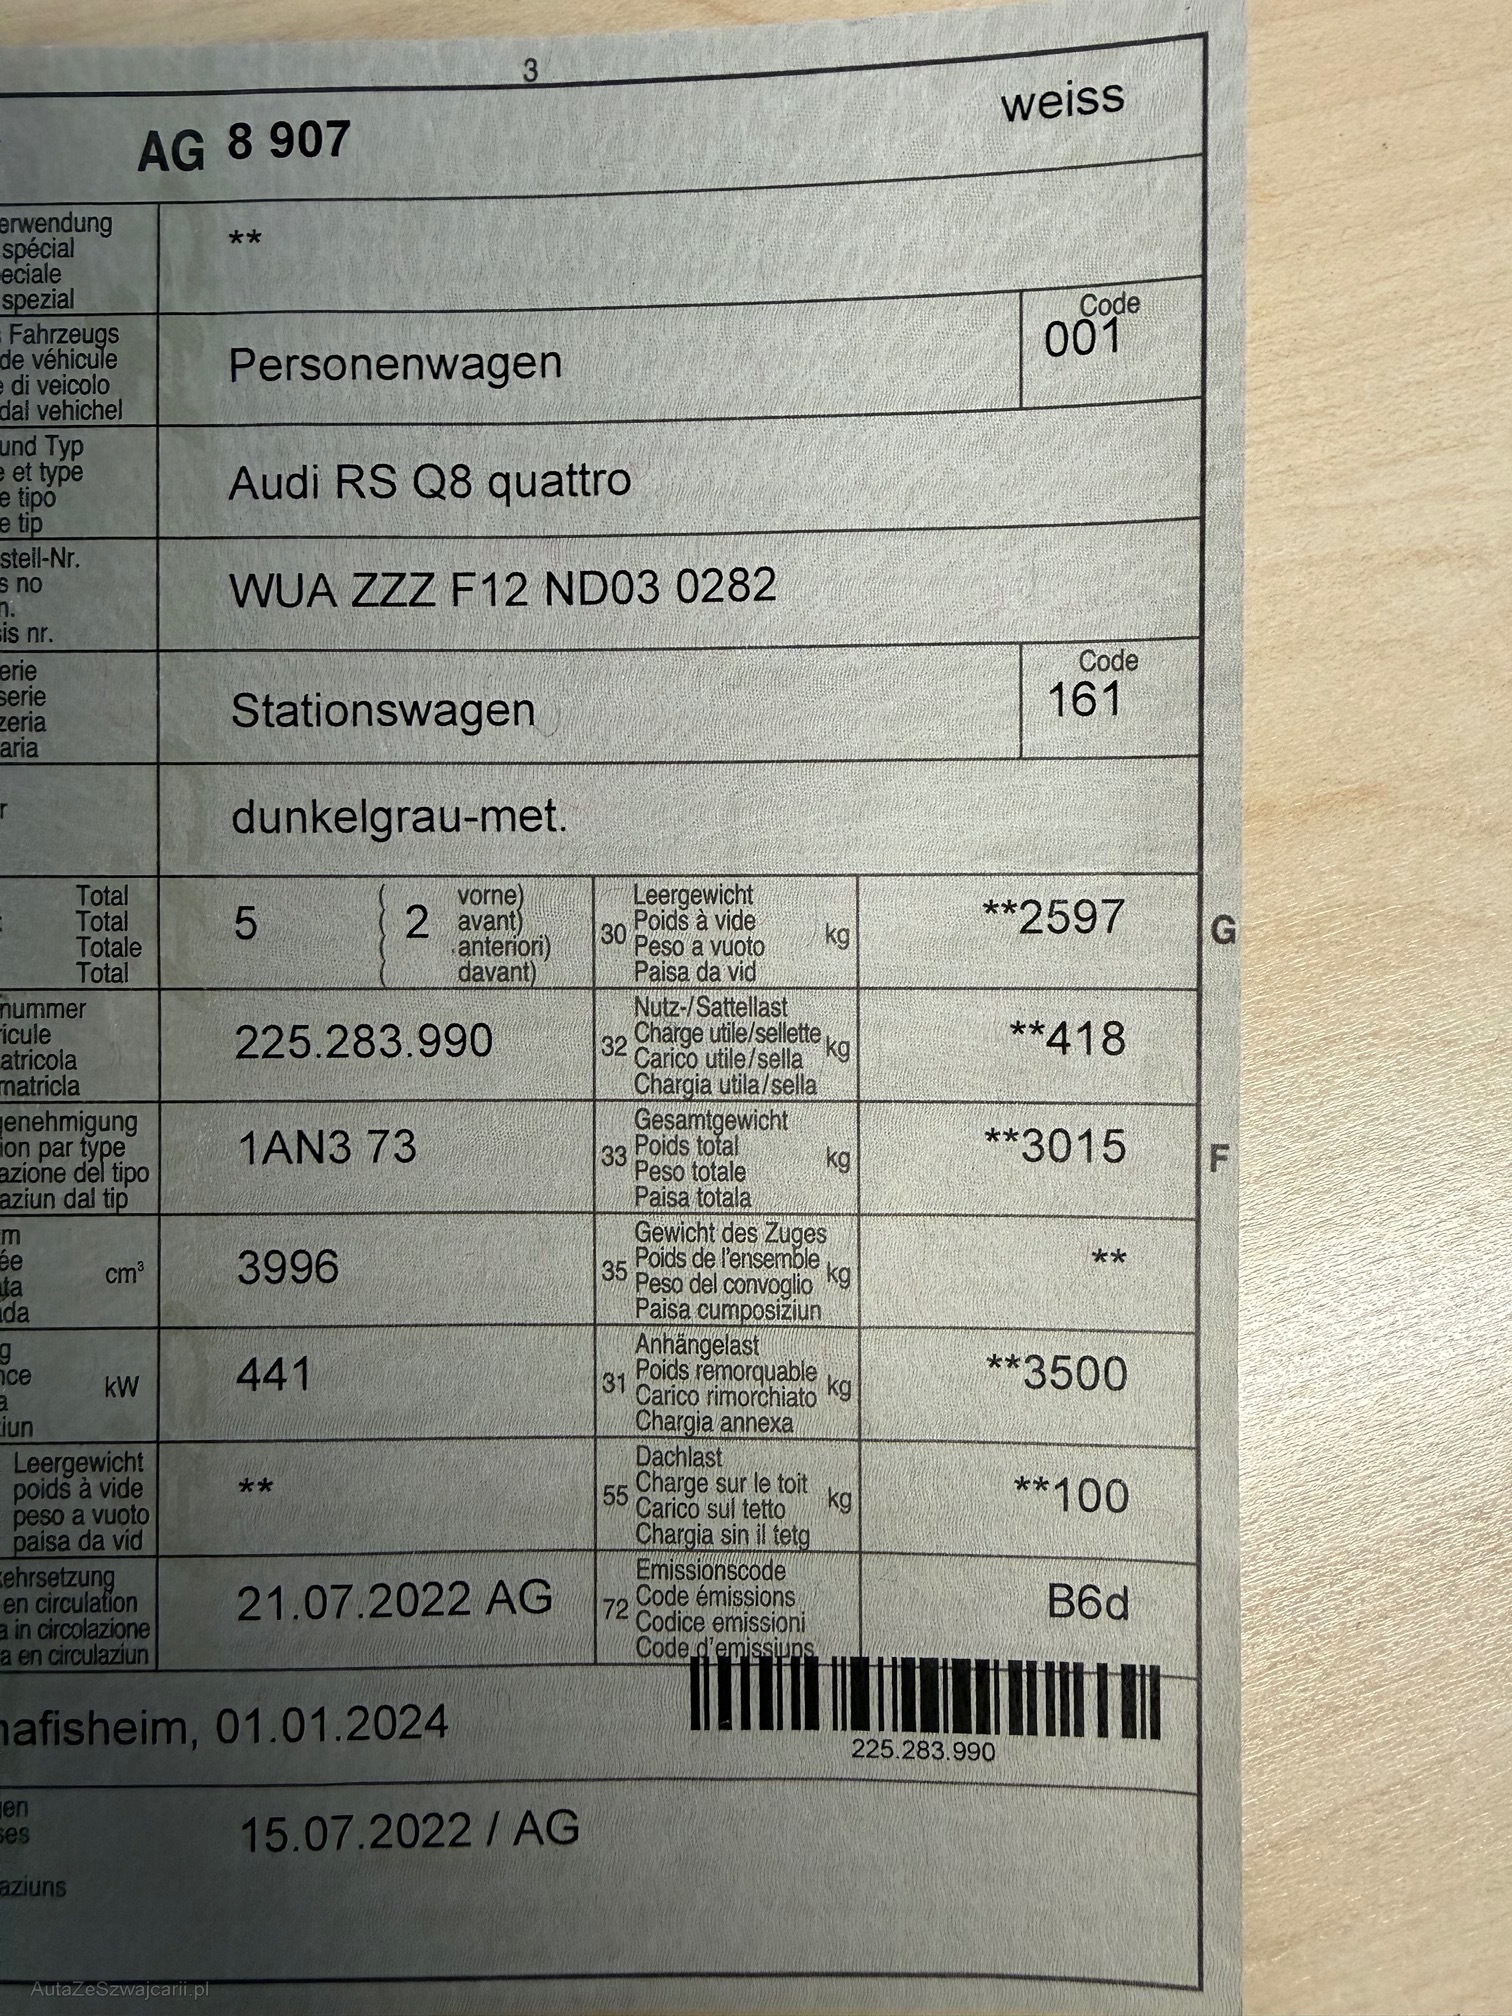 3
AG 8 907
weiss
erwendung
spécial
eciale
spezial
**
Fahrzeugs
de véhicule
di veicolo
dal vehichel
Personenwagen
Code
001
und Typ
e et type
e tipo
e tip
Audi RS Q8 quattro
stell-Nr.
s no
n.
sis nr.
WUA ZZZ F12 ND03 0282
erie
serie
zeria
aria
Stationswagen
Code
161
r
dunkelgrau-met.
Total
Total
Totale
Total
5
( 2 vorne)
( avant)
( anteriori)
( davant)
30
Leergewicht
Poids à vide
Peso a vuoto
Paisa da vid
kg
**2597
G
nummer
ricule
atricola
matricla
225.283.990
32
Nutz-/Sattellast
Charge utile/sellette
Carico utile/sella
Chargia utila/sella
kg
**418
genehmigung
ion par type
azione del tipo
aziun dal tip
1AN3 73
33
Gesamtgewicht
Poids total
Peso totale
Paisa totala
kg
**3015
F
m
ée
ata
ada
cm³
3996
35
Gewicht des Zuges
Poids de l'ensemble
Peso del convoglio
Paisa cumposiziun
kg
**
g
nce
a
ziun
kW
441
31
Anhängelast
Poids remorquable
Carico rimorchiato
Chargia annexa
kg
**3500
Leergewicht
poids à vide
peso a vuoto
paisa da vid
**
55
Dachlast
Charge sur le toit
Carico sul tetto
Chargia sin il tetg
kg
**100
kehrsetzung
en circulation
a in circolazione
a en circulaziun
21.07.2022 AG
72
Emissionscode
Code émissions
Codice emissioni
Code d'emissiuns
B6d
hafisheim, 01.01.2024
225.283.990
gen
ses
aziuns
15.07.2022 / AG
AutaZeSzwajcarii.pl